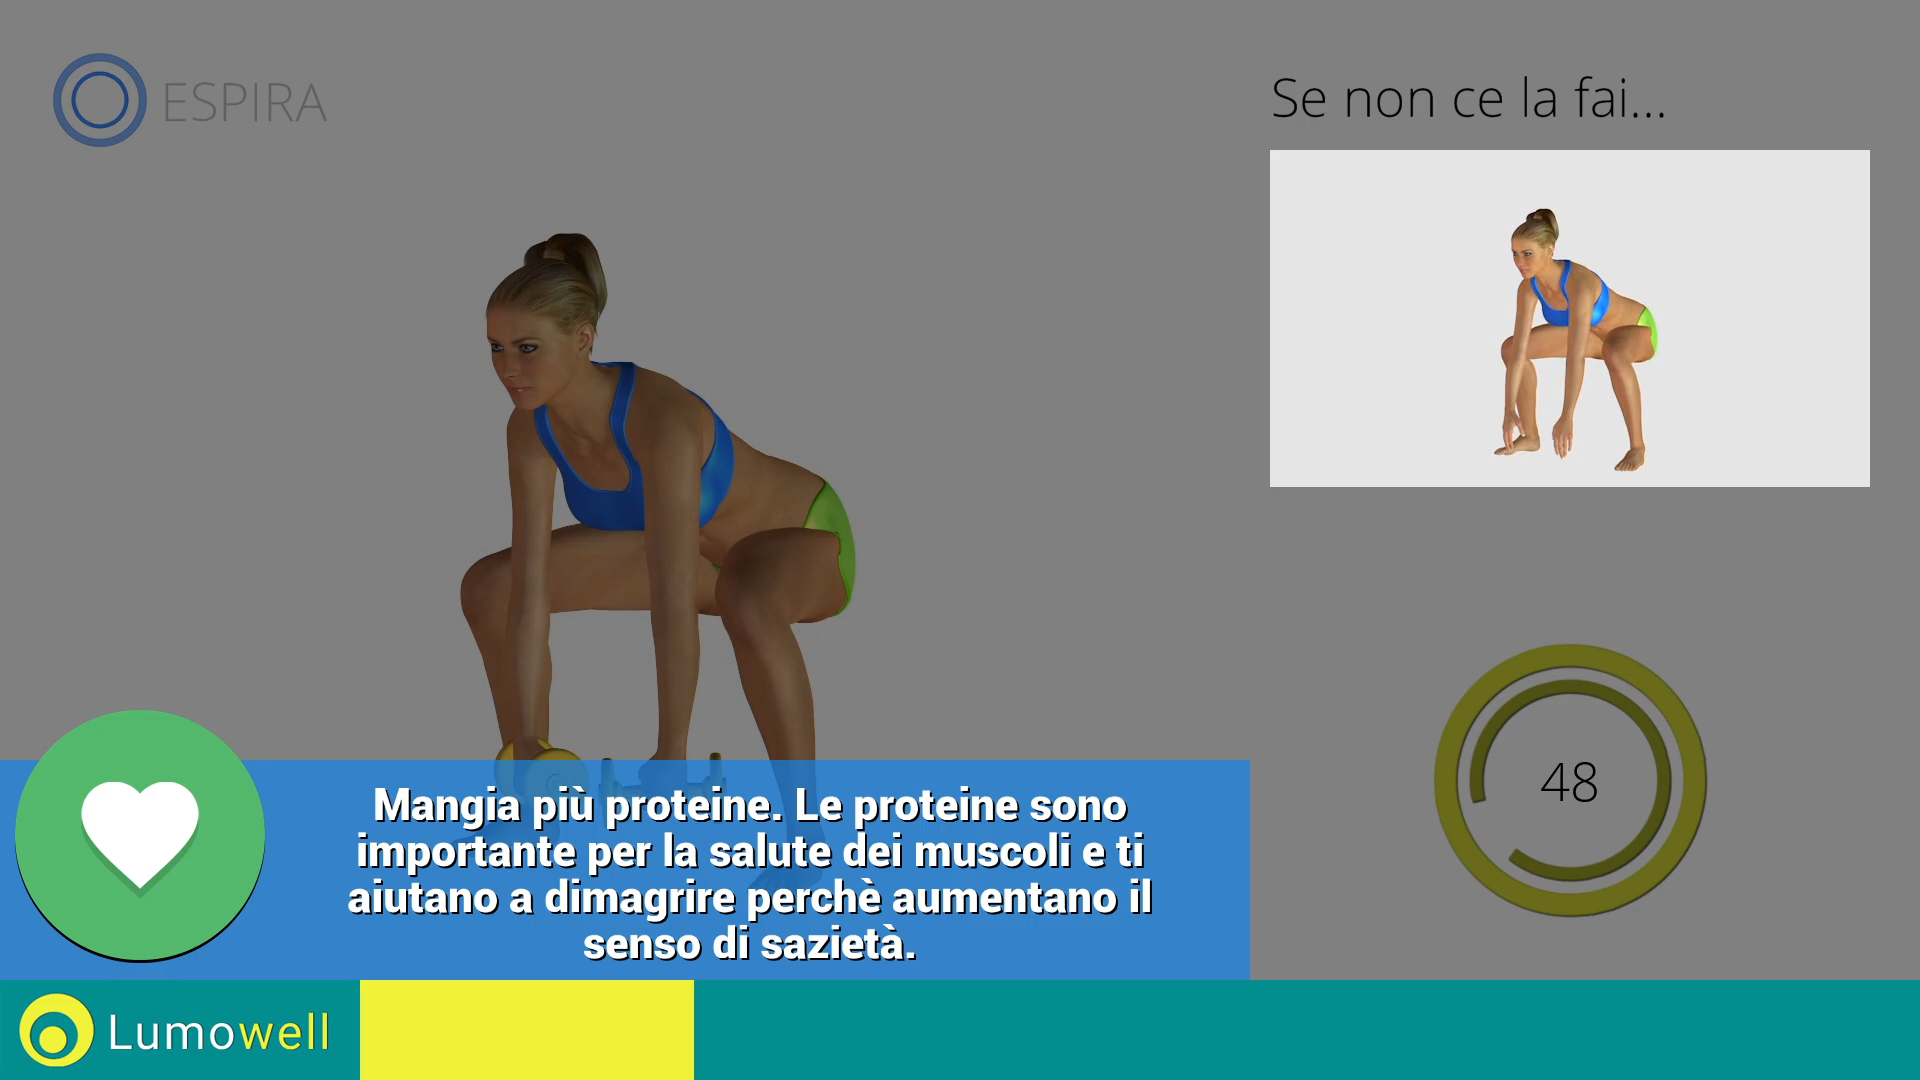 ESPIRA
Se non ce la fai...
48
Mangia più proteine. Le proteine sono
importante per la salute dei muscoli e ti
aiutano a dimagrire perchè aumentano il
senso di sazietà.
Lumowell